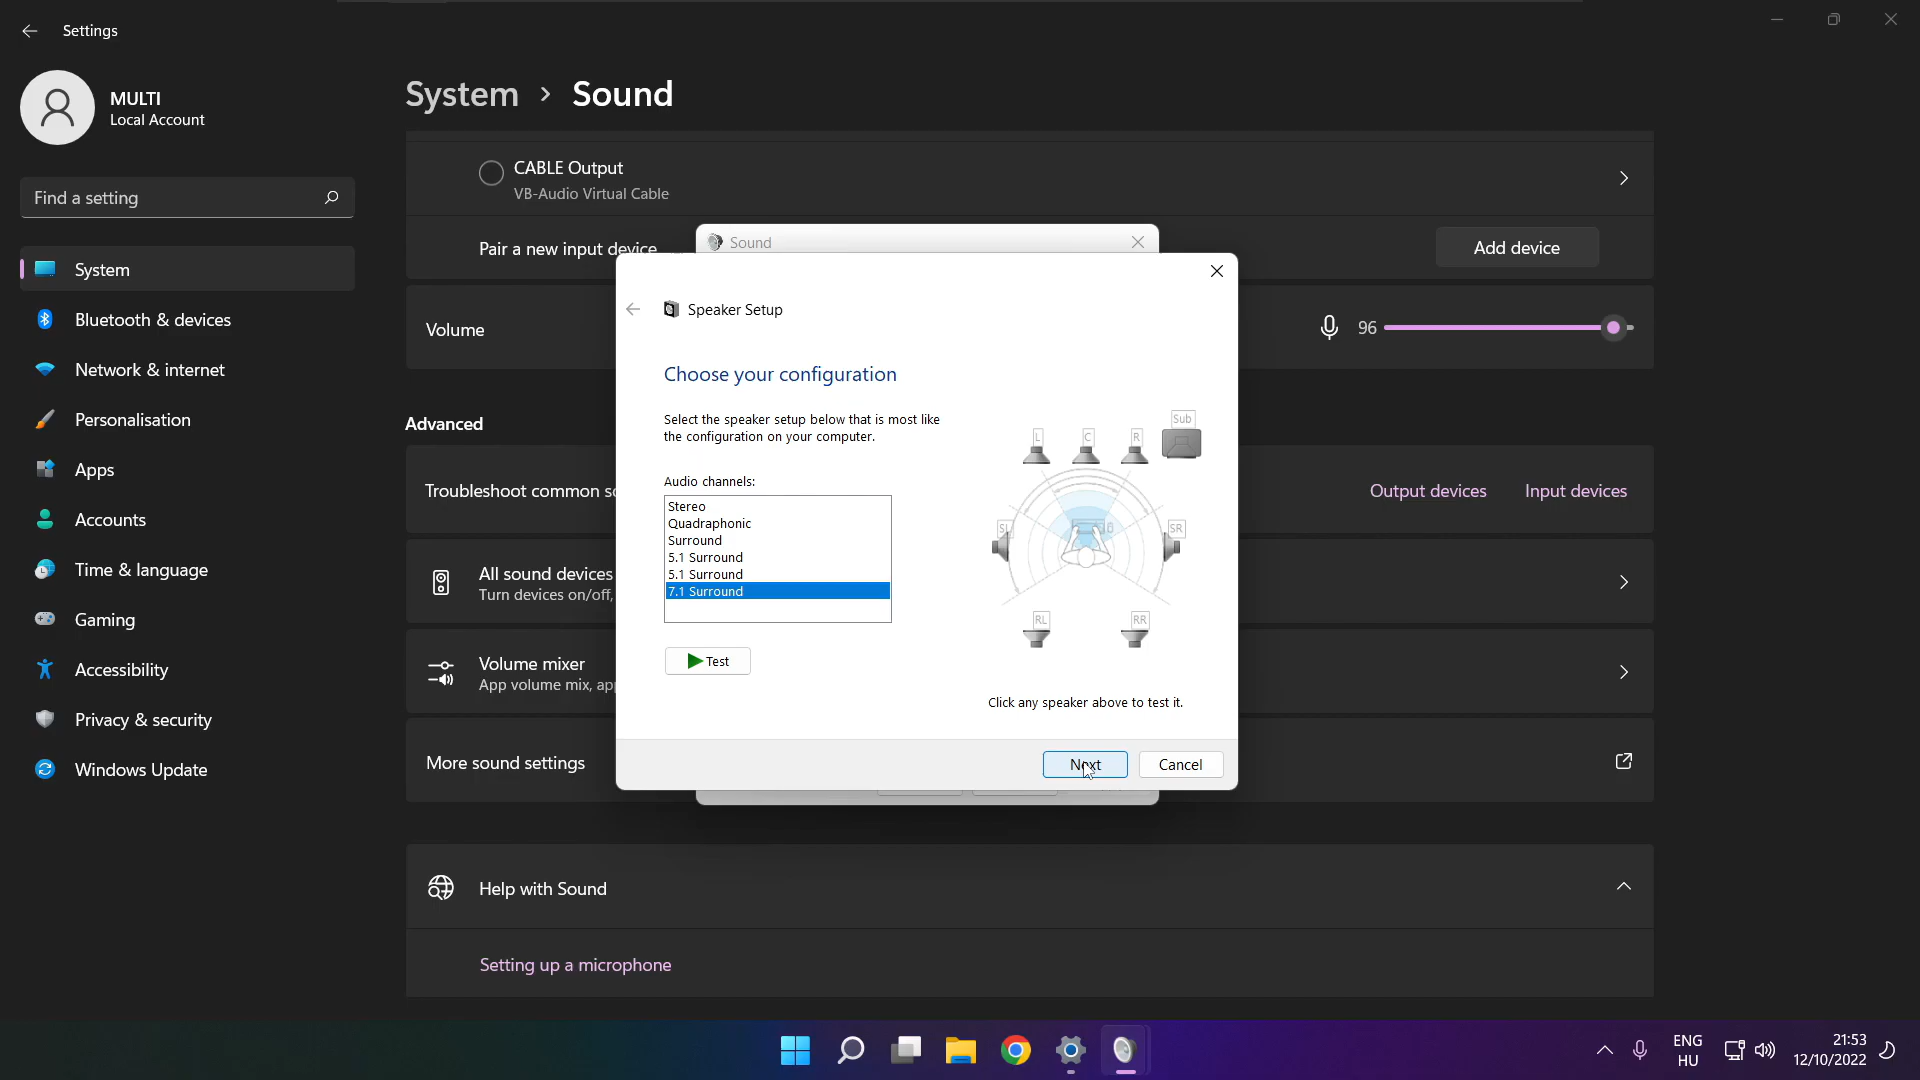 Settings
MULTI
Local Account
Find a setting
System
Bluetooth & devices
Network & internet
Personalisation
Apps
Accounts
Time & language
Gaming
Accessibility
Privacy & security
Windows Update
System › Sound
CABLE Output
VB-Audio Virtual Cable
Pair a new input device
Add device
Volume
96
Advanced
Troubleshoot common so
Output devices
Input devices
All sound devices
Turn devices on/off,
Volume mixer
App volume mix, app
More sound settings
Help with Sound
Setting up a microphone
Sound
Speaker Setup
Choose your configuration
Select the speaker setup below that is most like
the configuration on your computer.
Audio channels:
Stereo
Quadraphonic
Surround
5.1 Surround
5.1 Surround
7.1 Surround
Test
L
C
R
Sub
SL
SR
RL
RR
Click any speaker above to test it.
Next
Cancel
ENG
HU
21:53
12/10/2022